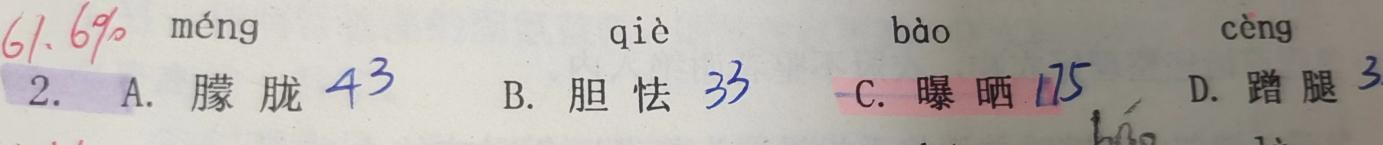 61.6% méng qiè bào cèng
2. A. 朦胧 43 B. 胆怯 33 C. 曝晒 175 D. 蹭腿 3